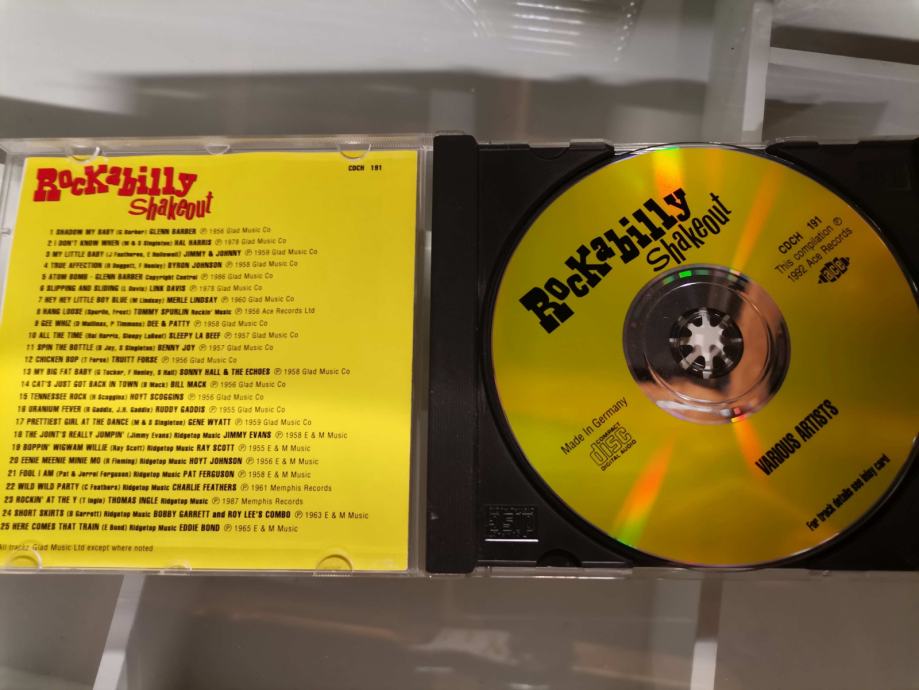 Rockabilly
Shakeout
CDCH 191
1 SHADOW MY BABY (G Barber) GLENN BARBER ℗ 1956 Glad Music Co
2 I DON'T KNOW WHEN (M & S Singleton) HAL HARRIS ℗ 1978 Glad Music Co
3 MY LITTLE BABY (J Feathers, E Hallowell) JIMMY & JOHNNY ℗ 1959 Glad Music Co
4 TRUE AFFECTION (R Doggett, F Henley) BYRON JOHNSON ℗ 1958 Glad Music Co
5 ATOM BOMB - GLENN BARBER Copyright Control ℗ 1986 Glad Music Co
6 SLIPPING AND SLIDING (L Davis) LINK DAVIS ℗ 1978 Glad Music Co
7 HEY HEY LITTLE BOY BLUE (M Lindsay) MERLE LINDSAY ℗ 1960 Glad Music Co
8 HANG LOOSE (Spurlin, Frost) TOMMY SPURLIN Rockin' Music ℗ 1956 Ace Records Ltd
9 GEE WHIZ (D Mullinax, P Timmons) DEE & PATTY ℗ 1958 Glad Music Co
10 ALL THE TIME (Hal Harris, Sleepy LaBeef) SLEEPY LA BEEF ℗ 1957 Glad Music Co
11 SPIN THE BOTTLE (B Joy, S Singleton) BENNY JOY ℗ 1957 Glad Music Co
12 CHICKEN BOP (T Forse) TRUITT FORSE ℗ 1956 Glad Music Co
13 MY BIG FAT BABY (G Tucker, F Henley, S Hall) SONNY HALL & THE ECHOES ℗ 1958 Glad Music Co
14 CAT'S JUST GOT BACK IN TOWN (B Mack) BILL MACK ℗ 1956 Glad Music Co
15 TENNESSEE ROCK (H Scoggins) HOYT SCOGGINS ℗ 1956 Glad Music Co
16 URANIUM FEVER (R Gaddis, J.H. Gaddis) RUDDY GADDIS ℗ 1955 Glad Music Co
17 PRETTIEST GIRL AT THE DANCE (M & S Singleton) GENE WYATT ℗ 1959 Glad Music Co
18 THE JOINT'S REALLY JUMPIN' (Jimmy Evans) Ridgetop Music JIMMY EVANS ℗ 1958 E & M Music
19 BOPPIN' WIGWAM WILLIE (Ray Scott) Ridgetop Music RAY SCOTT ℗ 1955 E & M Music
20 EENIE MEENIE MINIE MO (R Fleming) Ridgetop Music HOYT JOHNSON ℗ 1956 E & M Music
21 FOOL I AM (Pat & Jerrel Ferguson) Ridgetop Music PAT FERGUSON ℗ 1958 E & M Music
22 WILD WILD PARTY (C Feathers) Ridgetop Music CHARLIE FEATHERS ℗ 1961 Memphis Records
23 ROCKIN' AT THE Y (T Ingle) THOMAS INGLE Ridgetop Music ℗ 1987 Memphis Records
24 SHORT SKIRTS (B Garrett) Ridgetop Music BOBBY GARRETT and ROY LEE'S COMBO ℗ 1963 E & M Music
25 HERE COMES THAT TRAIN (E Bond) Ridgetop Music EDDIE BOND ℗ 1965 E & M Music
All tracks Glad Music Ltd except where noted
Rockabilly
Shakeout
CDCH 191
This compilation ℗
1992 Ace Records
ACE
Made in Germany
COMPACT
disc
DIGITAL AUDIO
VARIOUS ARTISTS
For track details see inlay card